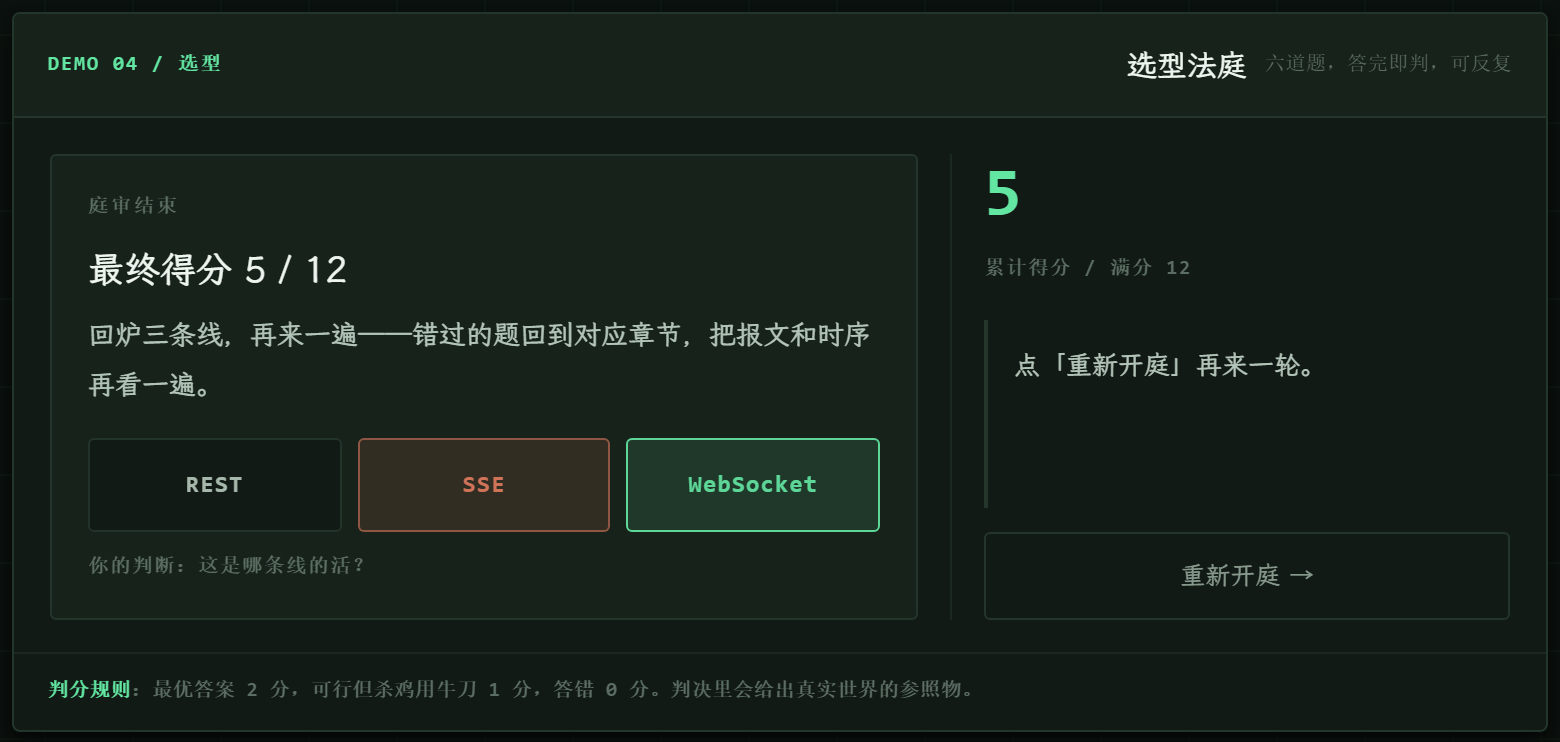 DEMO 04 / 选型
选型法庭 六道题，答完即判，可反复
庭审结束
最终得分 5 / 12
回炉三条线，再来一遍——错过的题回到对应章节，把报文和时序
再看一遍。
REST
SSE
WebSocket
你的判断：这是哪条线的活？
5
累计得分 / 满分 12
点「重新开庭」再来一轮。
重新开庭 →
判分规则：最优答案 2 分，可行但杀鸡用牛刀 1 分，答错 0 分。判决里会给出真实世界的参照物。